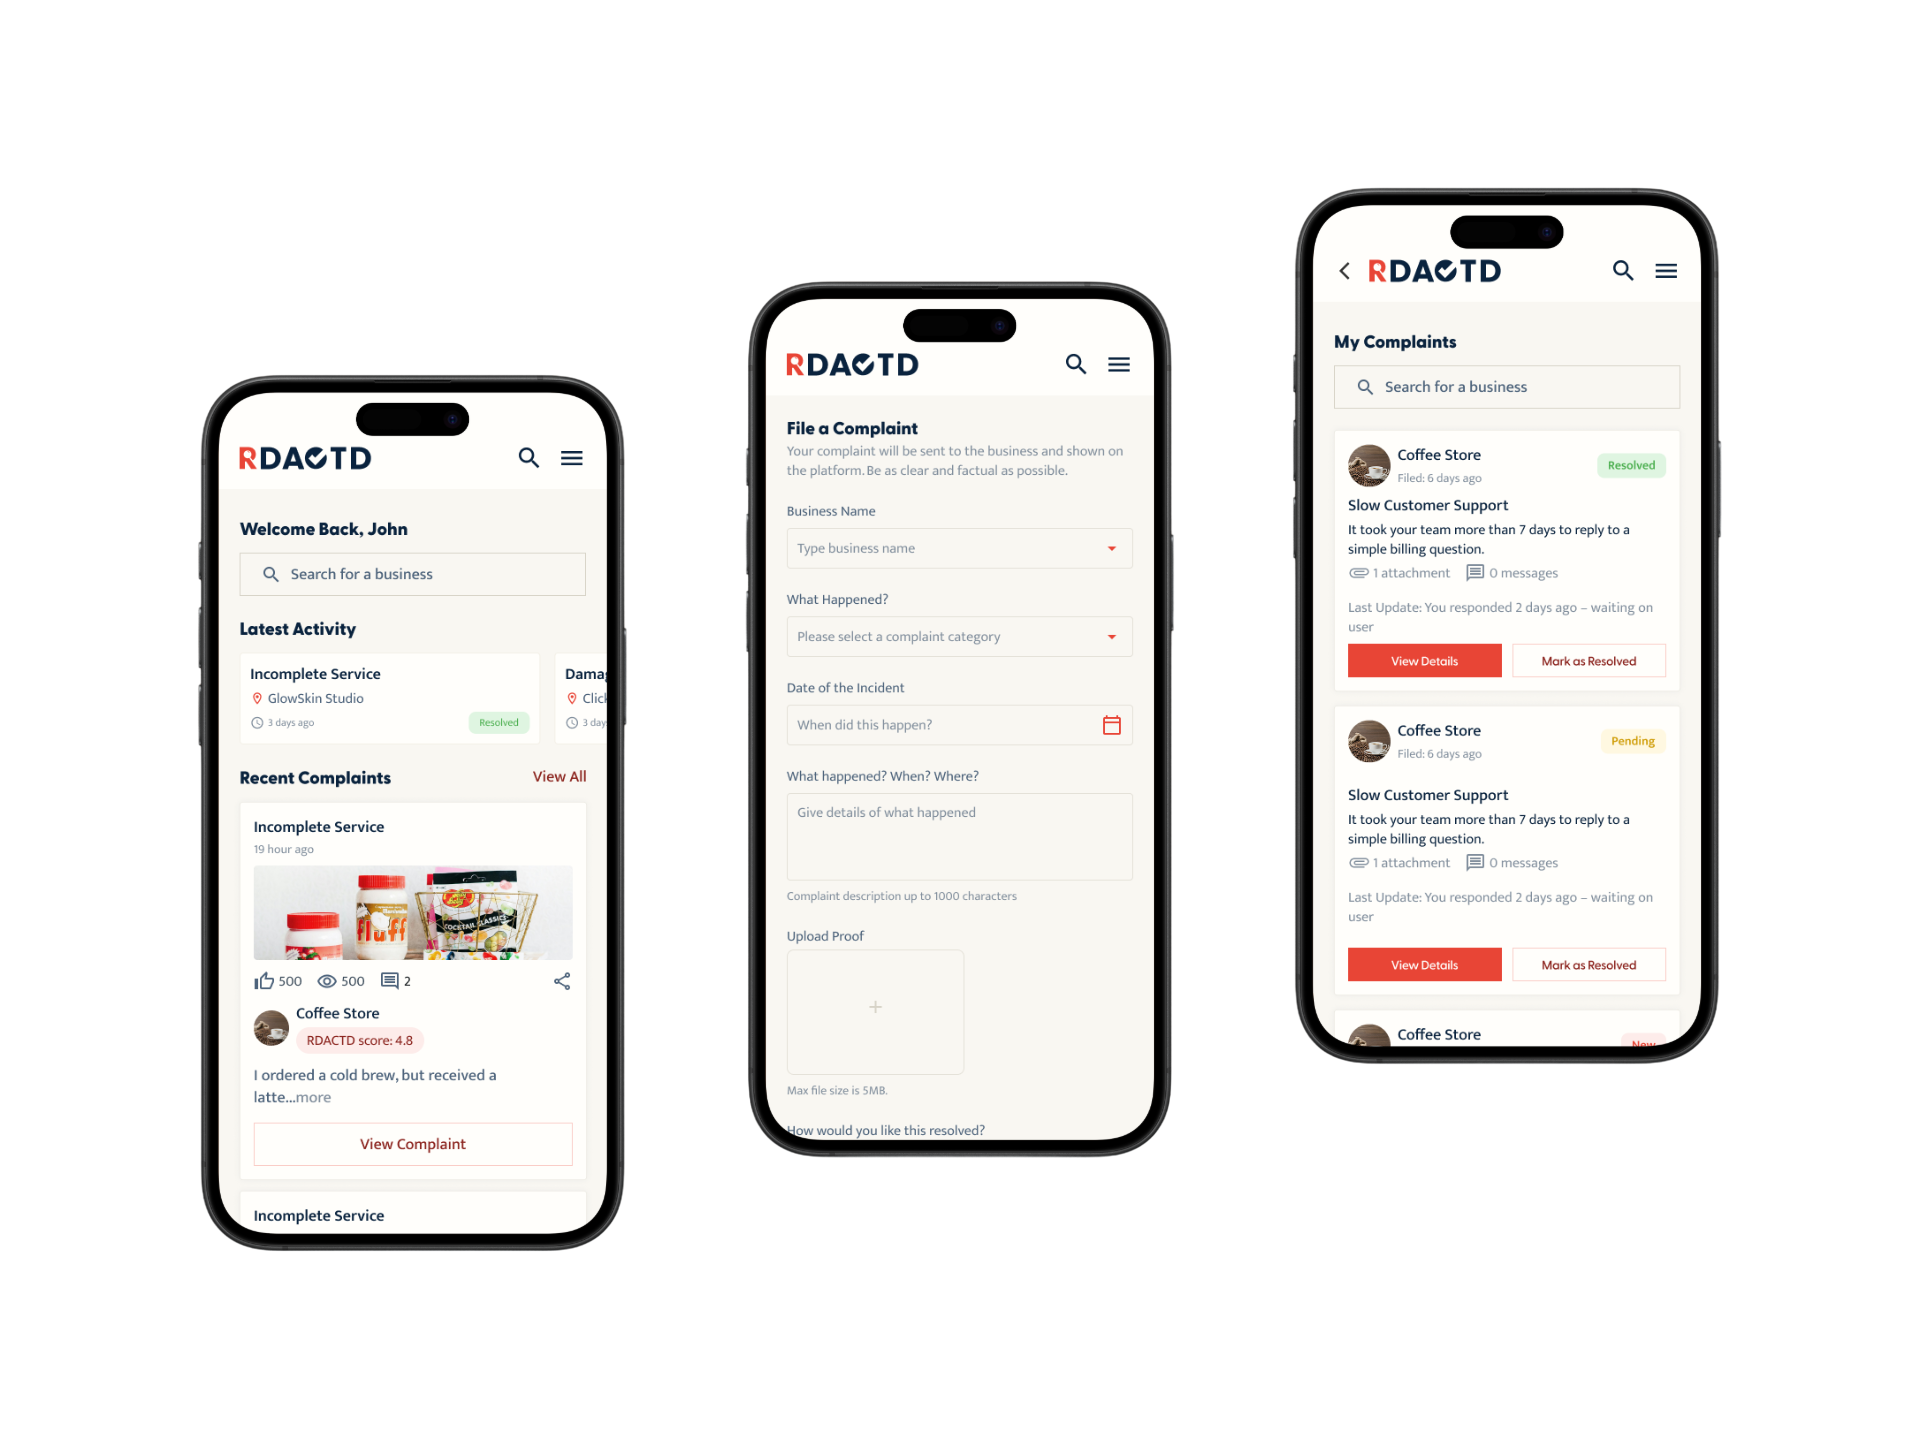 RDACTD
Welcome Back, John
Search for a business
Latest Activity
Incomplete Service
GlowSkin Studio
3 days ago
Resolved
Recent Complaints
View All
Incomplete Service
19 hour ago
fluff
COCKTAIL CLASSICS
500
500
2
Coffee Store
RDACTD score: 4.8
I ordered a cold brew, but received a
latte...more
View Complaint
Incomplete Service
RDACTD
File a Complaint
Your complaint will be sent to the business and shown on
the platform. Be as clear and factual as possible.
Business Name
Type business name
What Happened?
Please select a complaint category
Date of the Incident
When did this happen?
What happened? When? Where?
Give details of what happened
Complaint description up to 1000 characters
Upload Proof
+
Max file size is 5MB.
How would you like this resolved?
RDACTD
My Complaints
Search for a business
Coffee Store
Filed: 6 days ago
Resolved
Slow Customer Support
It took your team more than 7 days to reply to a
simple billing question.
1 attachment
0 messages
Last Update: You responded 2 days ago – waiting on
user
View Details
Mark as Resolved
Coffee Store
Filed: 6 days ago
Pending
Slow Customer Support
It took your team more than 7 days to reply to a
simple billing question.
1 attachment
0 messages
Last Update: You responded 2 days ago – waiting on
user
View Details
Mark as Resolved
Coffee Store
New